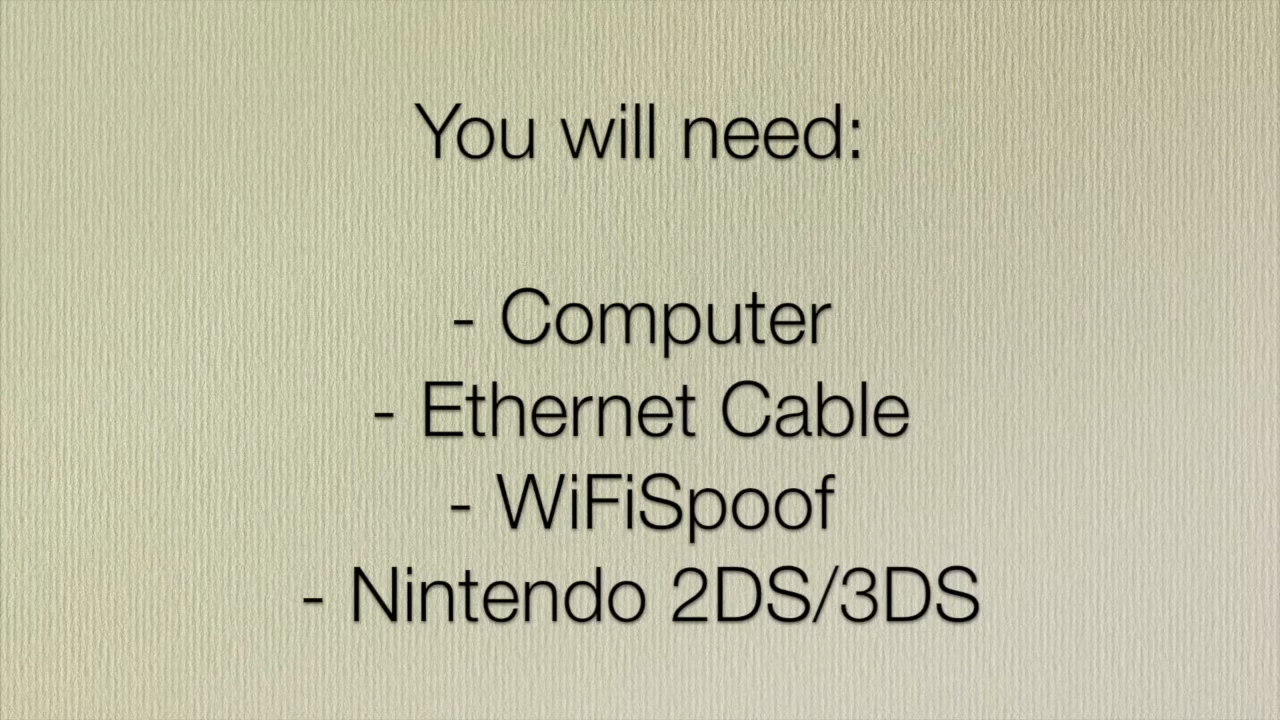 You will need:
- Computer
- Ethernet Cable
- WiFiSpoof
- Nintendo 2DS/3DS